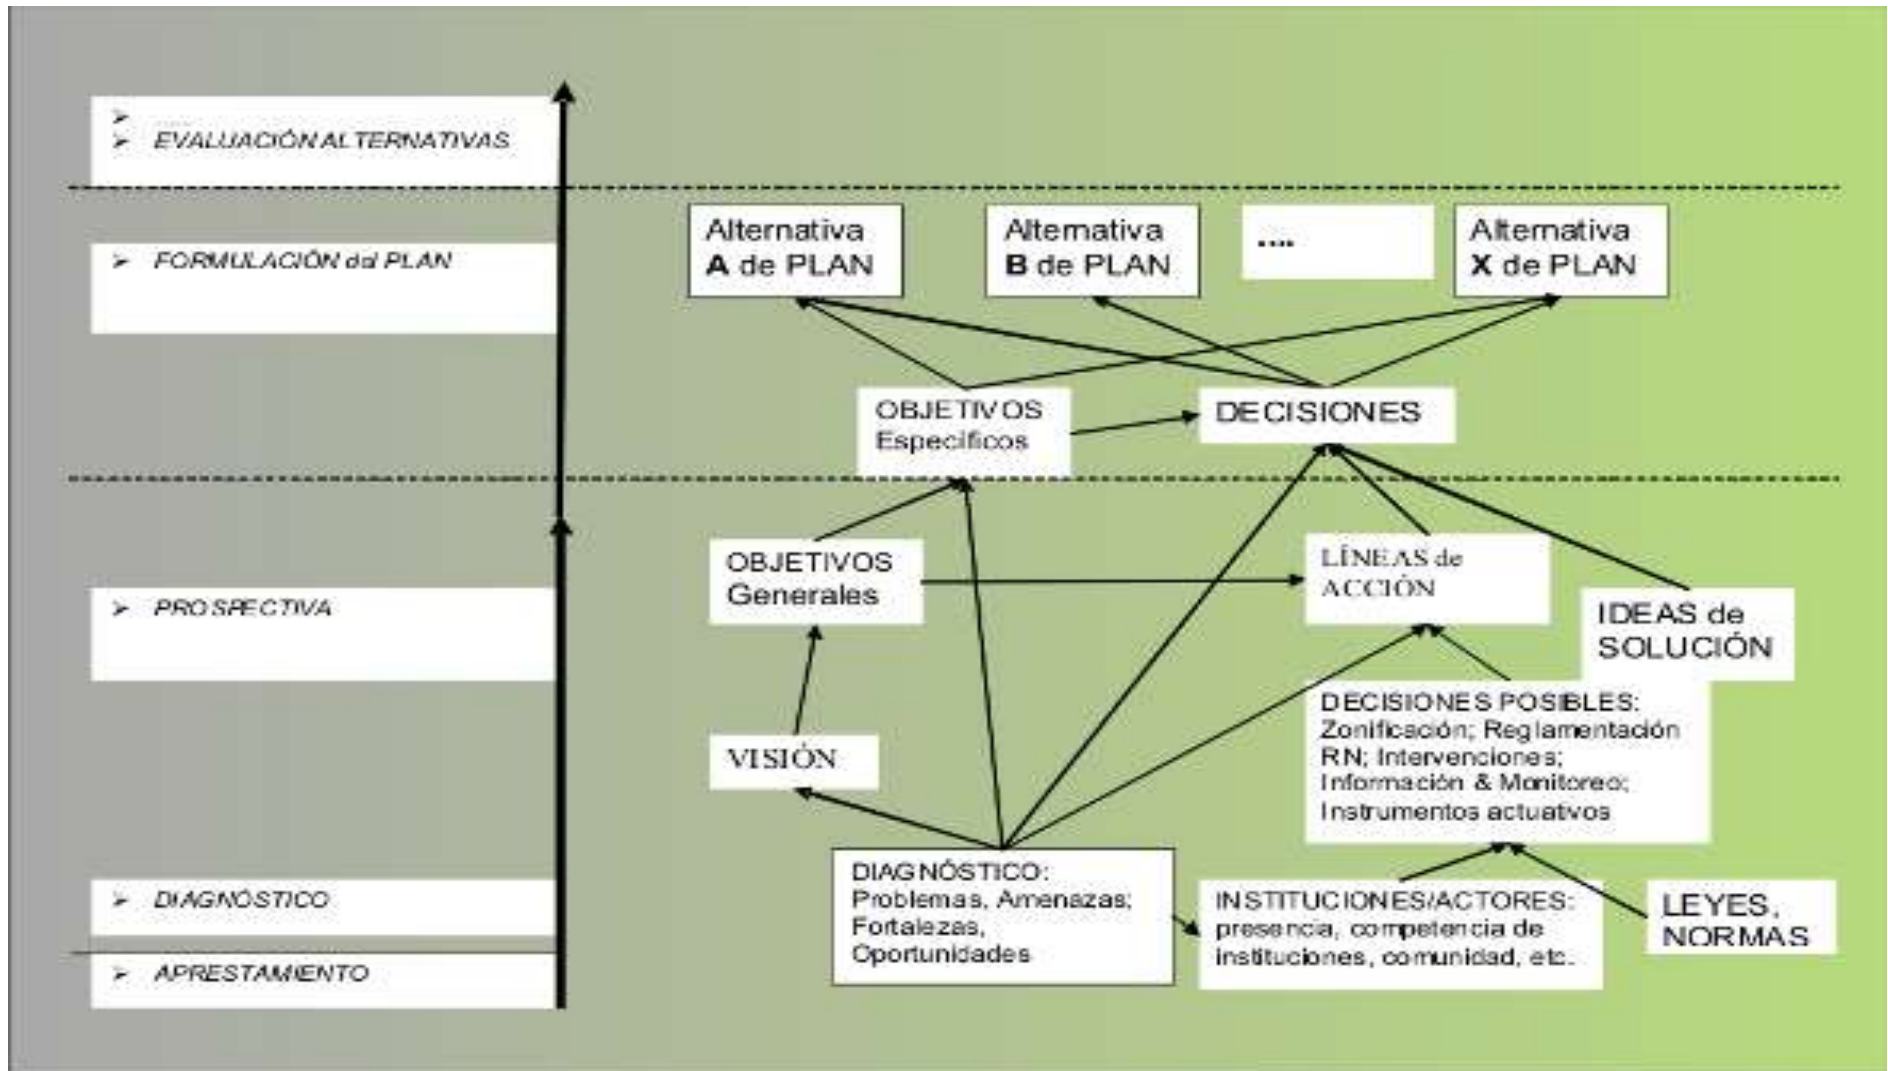 ➢
➢ EVALUACIÓN ALTERNATIVAS
➢ FORMULACIÓN del PLAN
➢ PROSPECTIVA
➢ DIAGNÓSTICO
➢ APRESTAMIENTO
Alternativa
A de PLAN
Alternativa
B de PLAN
....
Alternativa
X de PLAN
OBJETIVOS
Específicos
DECISIONES
OBJETIVOS
Generales
LÍNEAS de
ACCIÓN
IDEAS de
SOLUCIÓN
VISIÓN
DECISIONES POSIBLES:
Zonificación; Reglamentación
RN; Intervenciones;
Información & Monitoreo;
Instrumentos actuativos
DIAGNÓSTICO:
Problemas, Amenazas;
Fortalezas,
Oportunidades
INSTITUCIONES/ACTORES:
presencia, competencia de
instituciones, comunidad, etc.
LEYES,
NORMAS